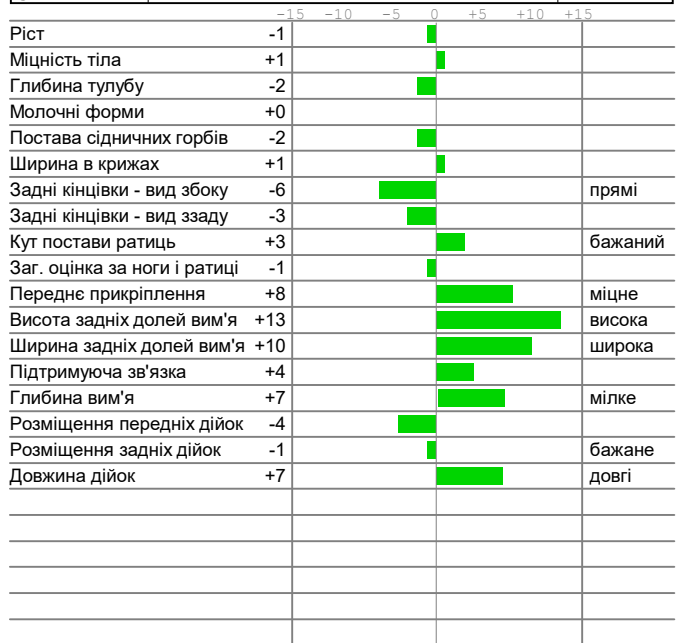 -15 -10 -5 0 +5 +10 +15
Ріст -1
Міцність тіла +1
Глибина тулубу -2
Молочні форми +0
Постава сідничних горбів -2
Ширина в крижах +1
Задні кінцівки - вид збоку -6 прямі
Задні кінцівки - вид ззаду -3
Кут постави ратиць +3 бажаний
Заг. оцінка за ноги і ратиці -1
Переднє прикріплення +8 міцне
Висота задніх долей вим'я +13 висока
Ширина задніх долей вим'я +10 широка
Підтримуюча зв'язка +4
Глибина вим'я +7 мілке
Розміщення передніх дійок -4
Розміщення задніх дійок -1 бажане
Довжина дійок +7 довгі